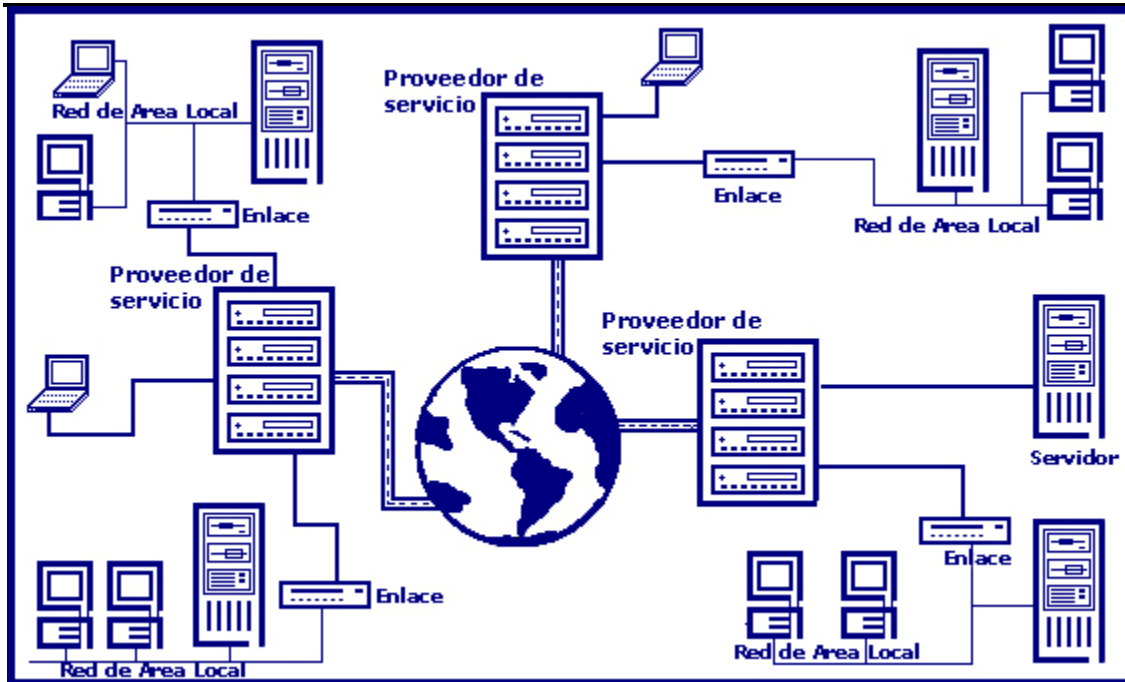 Proveedor de
servicio
Red de Area Local
Enlace
Enlace
Red de Area Local
Proveedor de
servicio
Proveedor de
servicio
Servidor
Enlace
Enlace
Red de Area Local
Red de Area Local